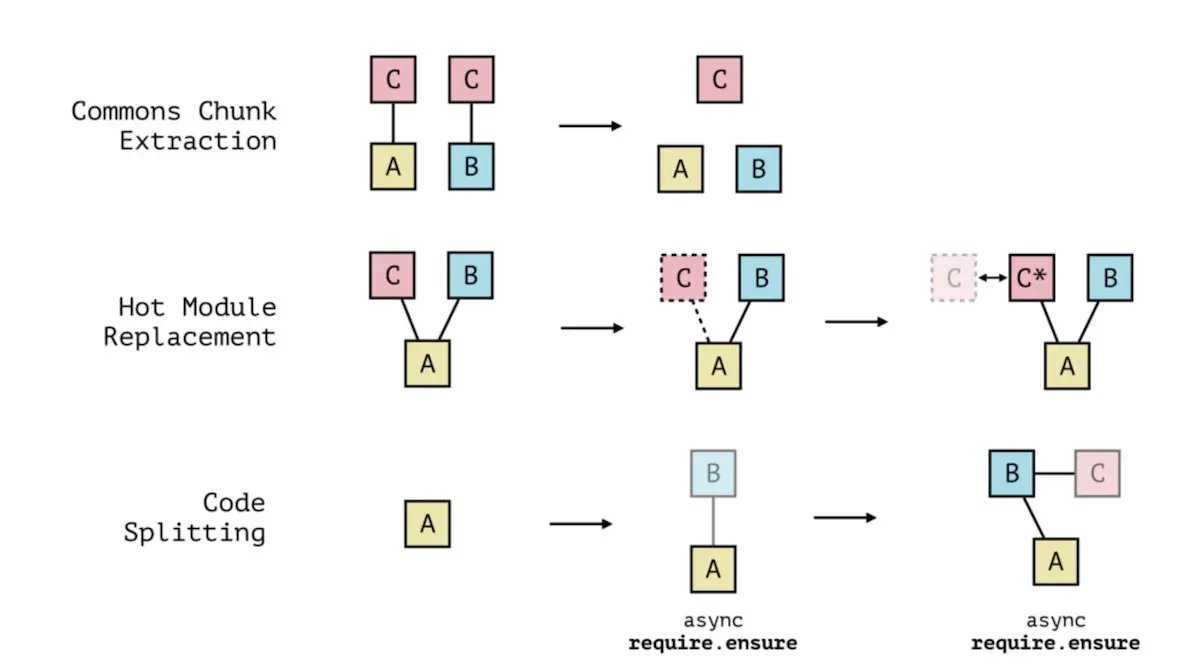 C C C
Commons Chunk
Extraction
A B A B
C B C B C C* B
Hot Module
Replacement
A A A
B B C
Code
Splitting
A
A A
async async
require.ensure require.ensure